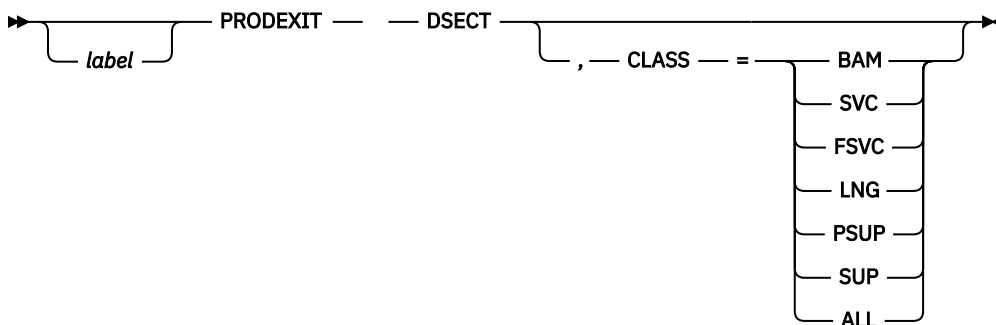 PRODEXIT DSECT
label
, CLASS = BAM
SVC
FSVC
LNG
PSUP
SUP
ALL